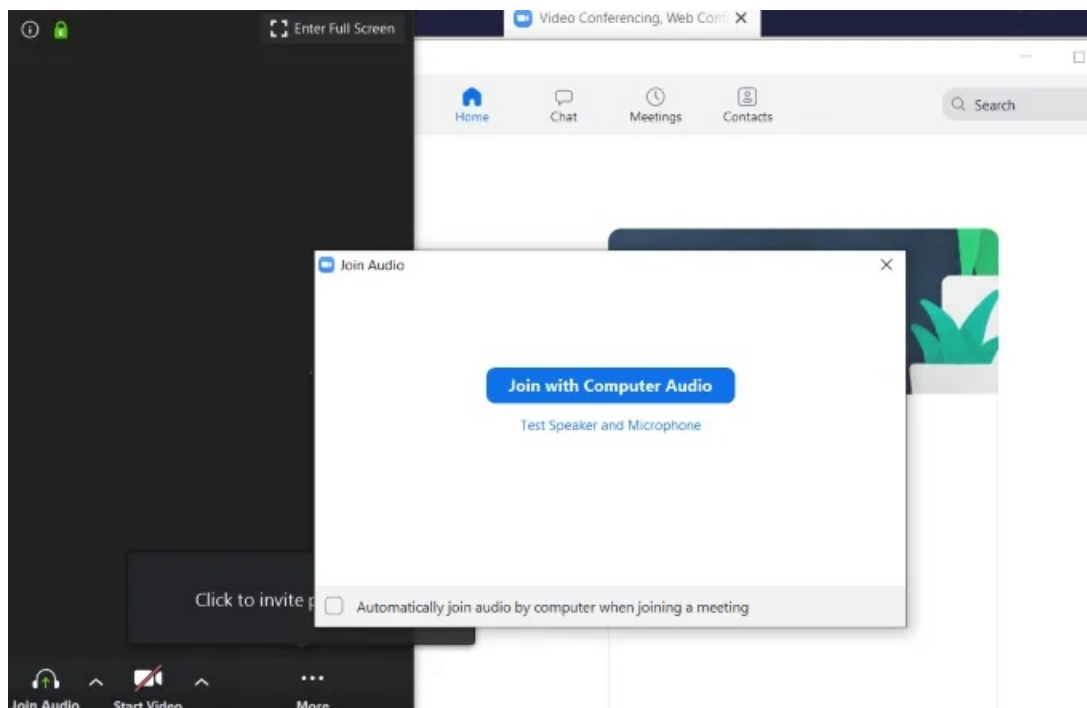 Enter Full Screen
Video Conferencing, Web Con
Home
Chat
Meetings
Contacts
Search
Join Audio
Join with Computer Audio
Test Speaker and Microphone
Click to invite p
Automatically join audio by computer when joining a meeting
Join Audio
Start Video
More